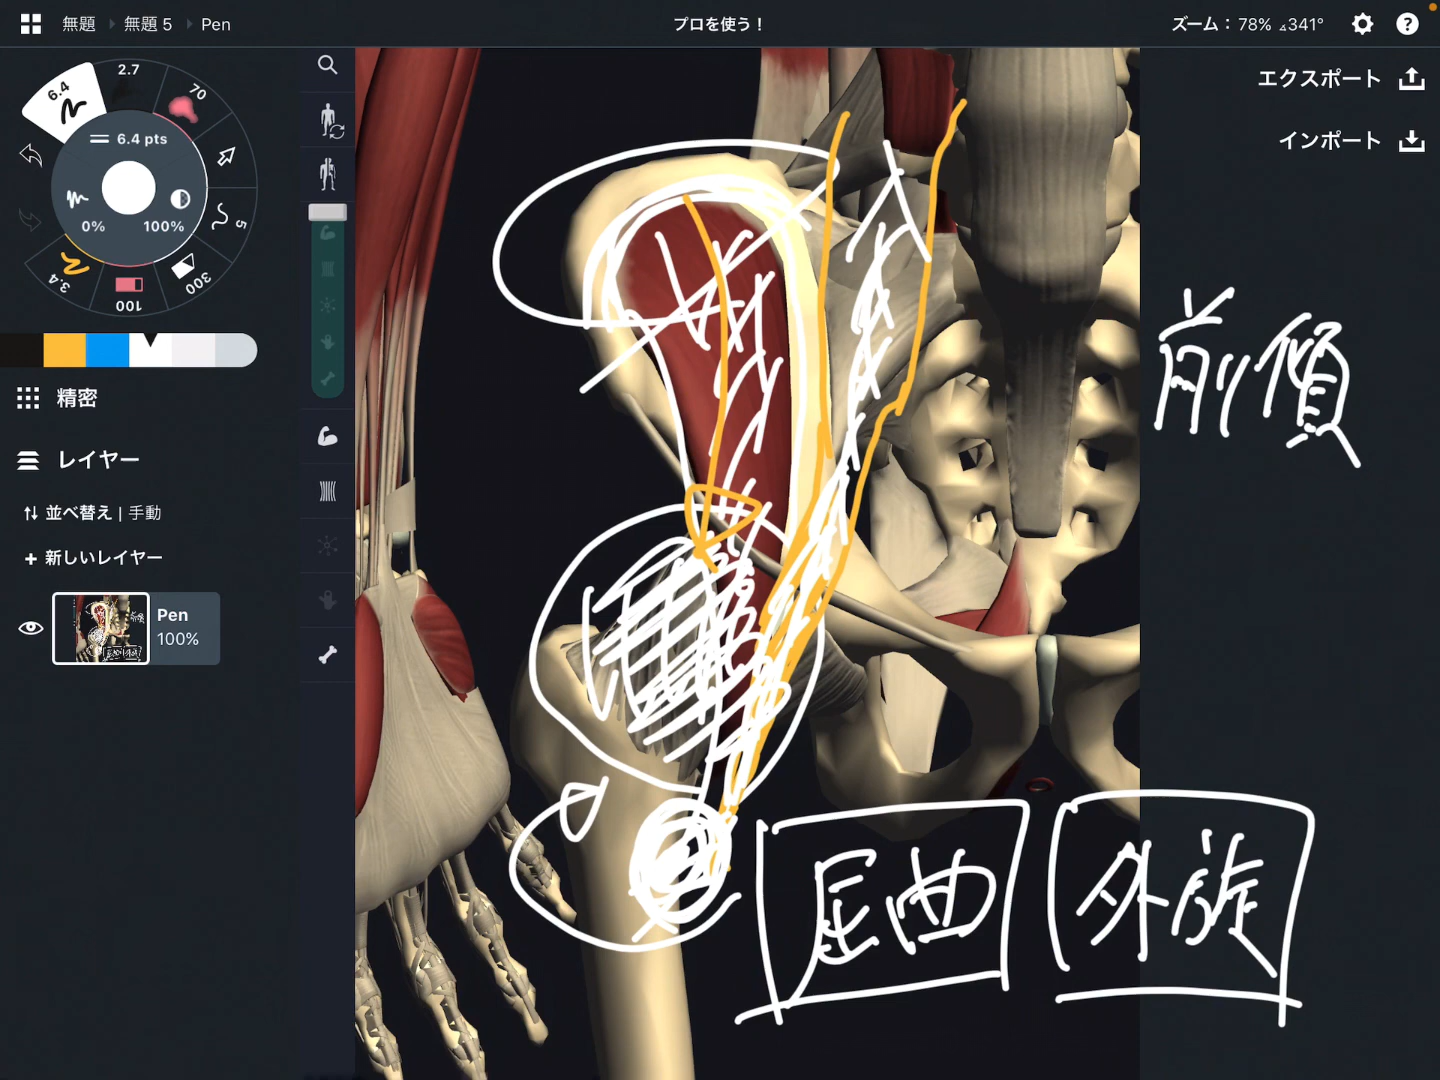 無題 無題 5 Pen
プロを使う！
ズーム：78% ⊿341°
エクスポート
インポート
2.7
6.4
70
6.4 pts
5
0% 100%
3.4
100
300
精密
レイヤー
並べ替え | 手動
+ 新しいレイヤー
Pen
100%
前傾
屈曲
外旋